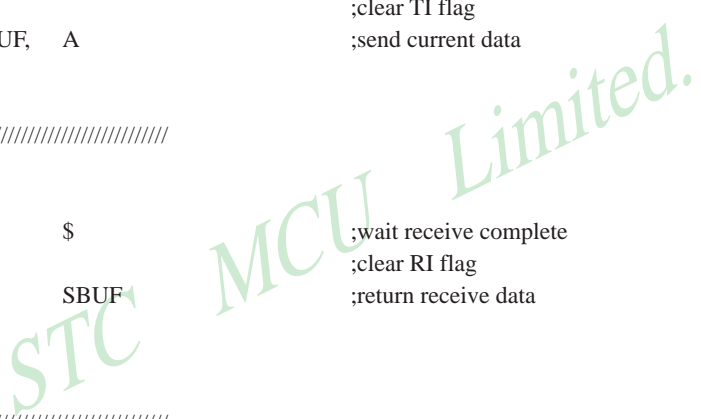 ;clear TI flag
UF, A ;send current data
/////////////////////////
$ ;wait receive complete
;clear RI flag
SBUF ;return receive data
STC MCU Limited.
/////////////////////////